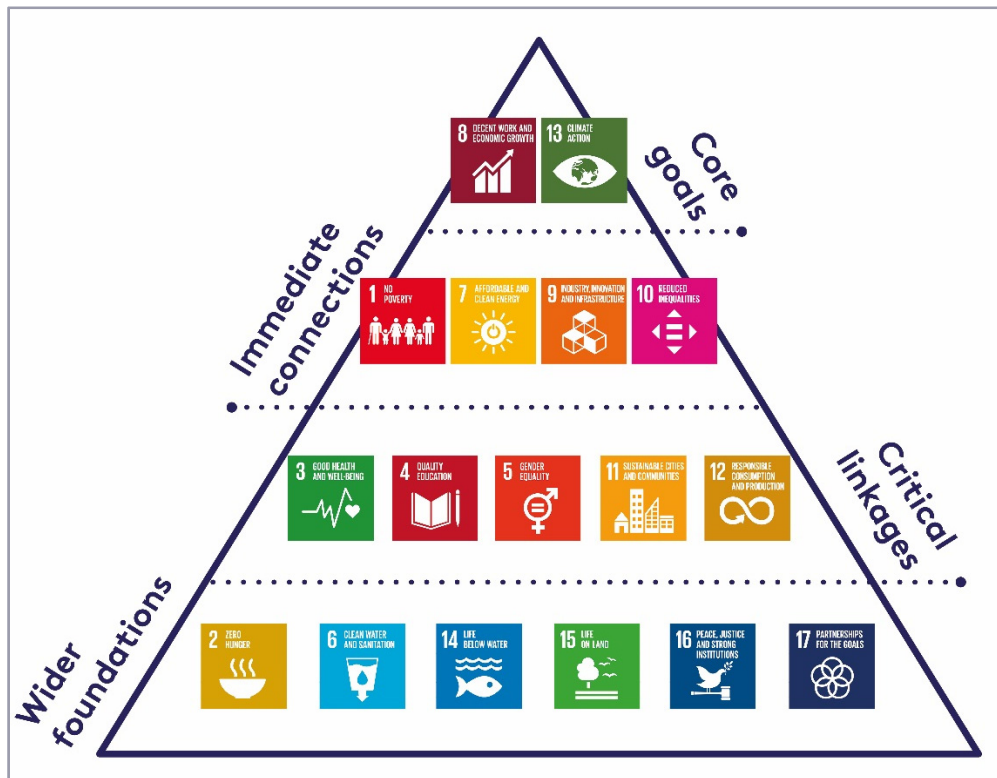 8 DECENT WORK AND
ECONOMIC GROWTH
13 CLIMATE
ACTION
Core
goals
Immediate
connections
1 NO
POVERTY
7 AFFORDABLE AND
CLEAN ENERGY
9 INDUSTRY, INNOVATION
AND INFRASTRUCTURE
10 REDUCED
INEQUALITIES
3 GOOD HEALTH
AND WELL-BEING
4 QUALITY
EDUCATION
5 GENDER
EQUALITY
11 SUSTAINABLE CITIES
AND COMMUNITIES
12 RESPONSIBLE
CONSUMPTION
AND PRODUCTION
Critical
linkages
Wider
foundations
2 ZERO
HUNGER
6 CLEAN WATER
AND SANITATION
14 LIFE
BELOW WATER
15 LIFE
ON LAND
16 PEACE, JUSTICE
AND STRONG
INSTITUTIONS
17 PARTNERSHIPS
FOR THE GOALS